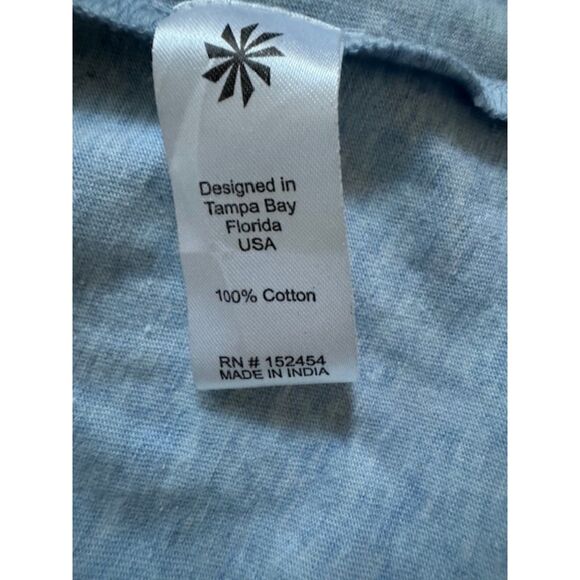 Designed in
Tampa Bay
Florida
USA
100% Cotton
RN # 152454
MADE IN INDIA